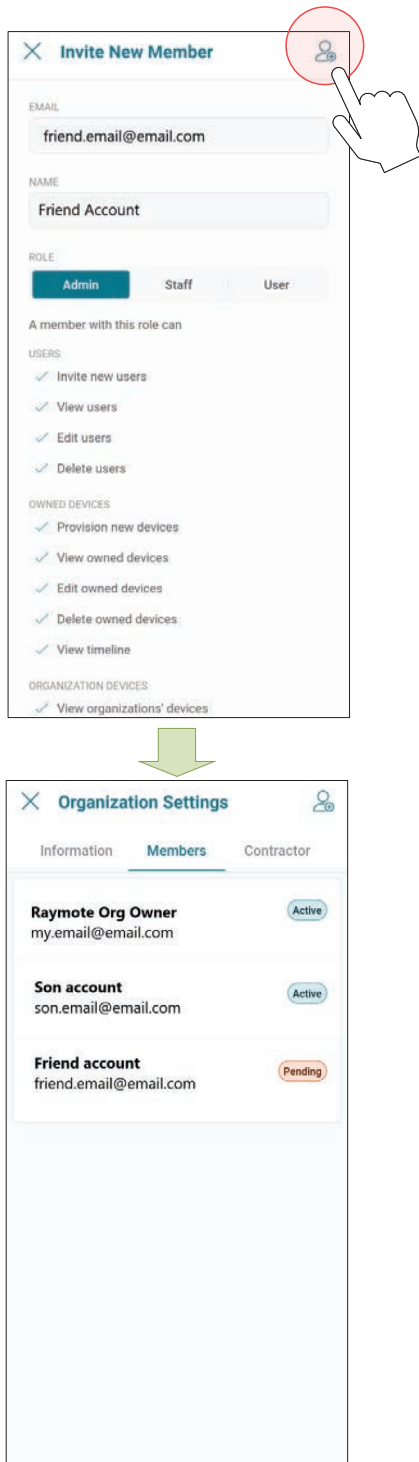 Invite New Member
EMAIL
friend.email@email.com
NAME
Friend Account
ROLE
Admin Staff User
A member with this role can
USERS
Invite new users
View users
Edit users
Delete users
OWNED DEVICES
Provision new devices
View owned devices
Edit owned devices
Delete owned devices
View timeline
ORGANIZATION DEVICES
View organizations' devices
Organization Settings
Information Members Contractor
Raymote Org Owner Active
my.email@email.com
Son account Active
son.email@email.com
Friend account Pending
friend.email@email.com